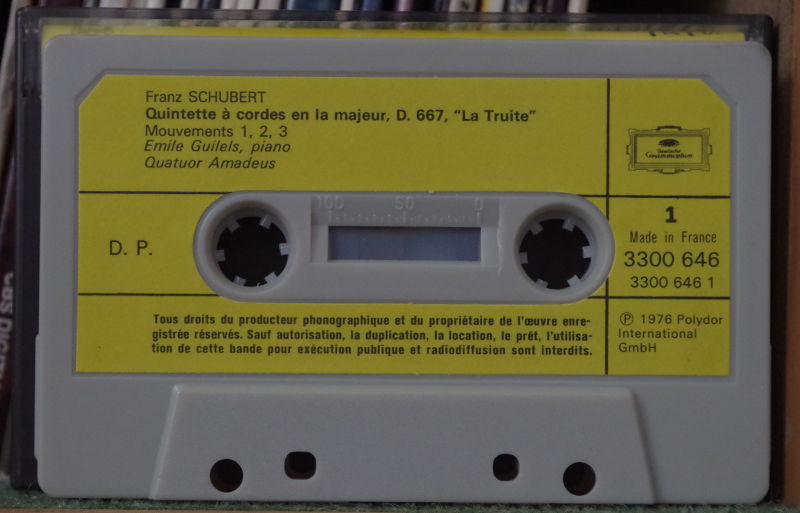 Franz SCHUBERT
Quintette à cordes en la majeur, D. 667, "La Truite"
Mouvements 1, 2, 3
Emile Guilels, piano
Quatuor Amadeus
Deutsche
Grammophon
100 50 0
D. P.
1
Made in France
3300 646
3300 646 1
Tous droits du producteur phonographique et du propriétaire de l'œuvre enre-
gistrée réservés. Sauf autorisation, la duplication, la location, le prêt, l'utilisa-
tion de cette bande pour exécution publique et radiodiffusion sont interdits.
℗ 1976 Polydor
International
GmbH